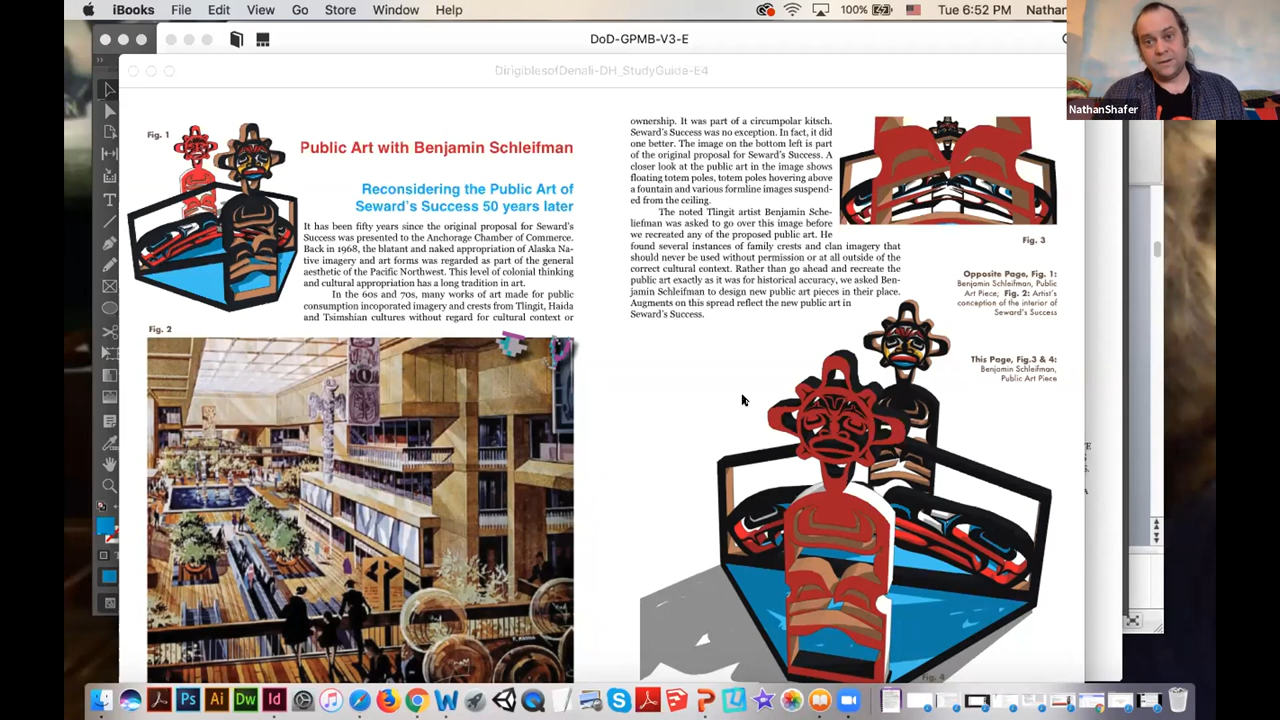 iBooks File Edit View Go Store Window Help 100% Tue 6:52 PM Nathan
DoD-GPMB-V3-E
DirigiblesofDenali-DH_StudyGuide-E4
NathanShafer
Fig. 1
Public Art with Benjamin Schleifman
Reconsidering the Public Art of
Seward's Success 50 years later
It has been fifty years since the original proposal for Seward's
Success was presented to the Anchorage Chamber of Commerce.
Back in 1968, the blatant and naked appropriation of Alaska Na-
tive imagery and art forms was regarded as part of the general
aesthetic of the Pacific Northwest. This level of colonial thinking
and cultural appropriation has a long tradition in art.
In the 60s and 70s, many works of art made for public
consumption incoporated imagery and crests from Tlingit, Haida
and Tsimshian cultures without regard for cultural context or
Fig. 2
ownership. It was part of a circumpolar kitsch.
Seward's Success was no exception. In fact, it did
one better. The image on the bottom left is part
of the original proposal for Seward's Success. A
closer look at the public art in the image shows
floating totem poles, totem poles hovering above
a fountain and various formline images suspend-
ed from the ceiling.
The noted Tlingit artist Benjamin Sche-
liefman was asked to go over this image before
we recreated any of the proposed public art. He
found several instances of family crests and clan imagery that
should never be used without permission or at all outside of the
correct cultural context. Rather than go ahead and recreate the
public art exactly as it was for historical accuracy, we asked Ben-
jamin Schleifman to design new public art pieces in their place.
Augments on this spread reflect the new public art in
Seward's Success.
Fig. 3
Opposite Page, Fig. 1:
Benjamin Schleifman, Public
Art Piece; Fig. 2: Artist's
conception of the interior of
Seward's Success
This Page, Fig.3 & 4:
Benjamin Schleifman,
Public Art Piece
Fig. 4
Ps Ai Dw Id